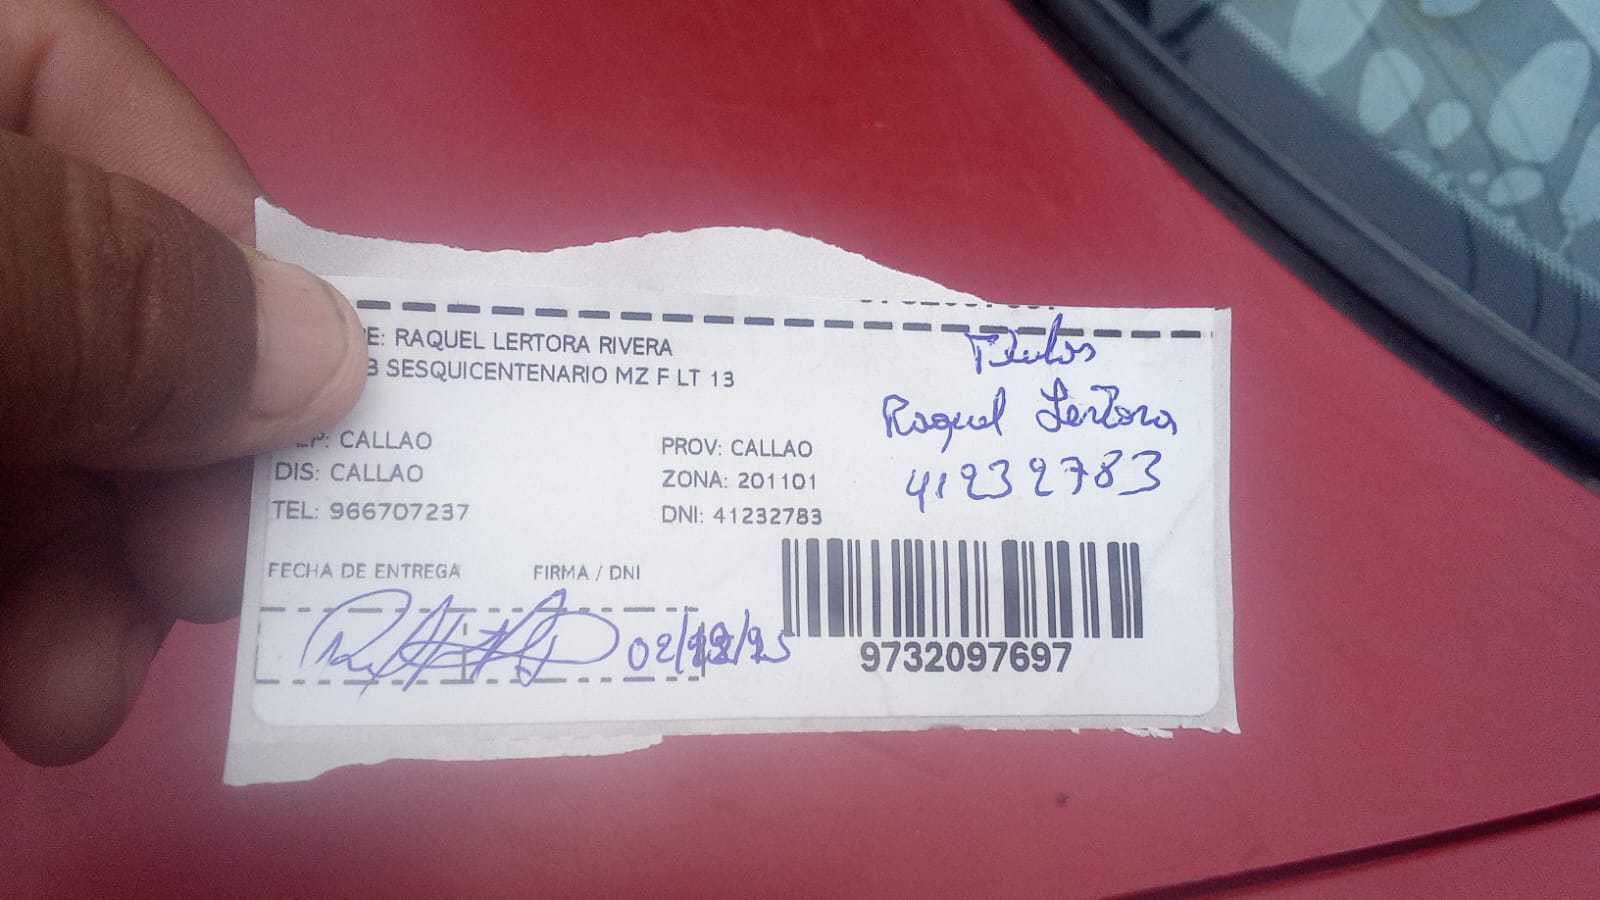 E: RAQUEL LERTORA RIVERA
B SESQUICENTENARIO MZ F LT 13
EP: CALLAO
PROV: CALLAO
DIS: CALLAO
ZONA: 201101
TEL: 966707237
DNI: 41232783
Raquel Lertora
41232783
FECHA DE ENTREGA
FIRMA / DNI
9732097697